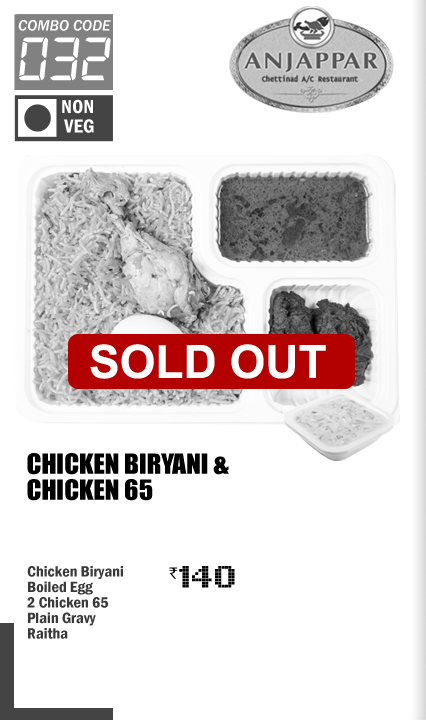 COMBO CODE
032
NON
VEG
ANJAPPAR
Chettinad A/C Restaurant
SOLD OUT
CHICKEN BIRYANI &
CHICKEN 65
Chicken Biryani
Boiled Egg
2 Chicken 65
Plain Gravy
Raitha
₹140